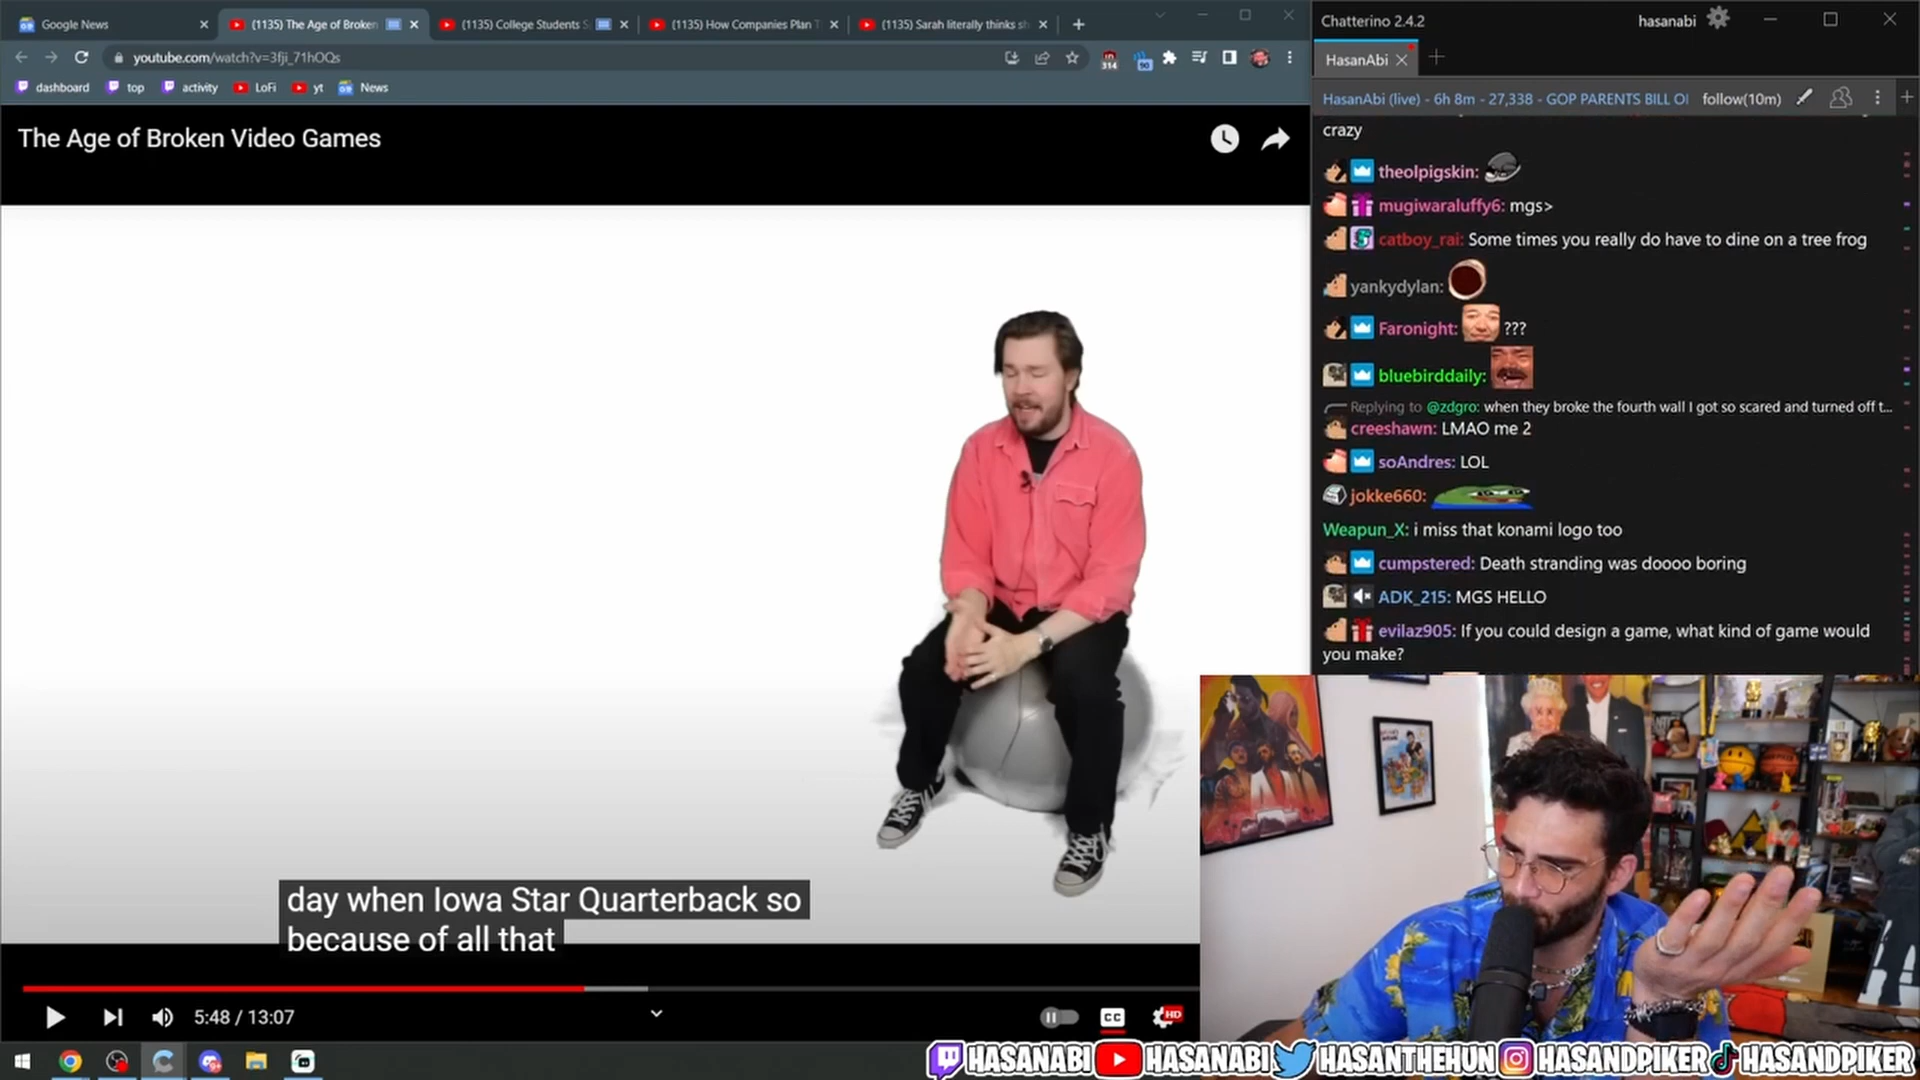 Google News
(1135) The Age of Broken
(1135) College Students S
(1135) How Companies Plan T
(1135) Sarah literally thinks sh
youtube.com/watch?v=3fji_71hOQs
314
90
dashboard
top
activity
LoFi
yt
News
The Age of Broken Video Games
day when Iowa Star Quarterback so
because of all that
5:48 / 13:07
CC
HD
Chatterino 2.4.2
hasanabi
HasanAbi
HasanAbi (live) - 6h 8m - 27,338 - GOP PARENTS BILL OI
follow(10m)
crazy
theolpigskin:
mugiwaraluffy6: mgs>
catboy_rai: Some times you really do have to dine on a tree frog
yankydylan:
Faronight: ???
bluebirddaily:
Replying to @zdgro: when they broke the fourth wall I got so scared and turned off t...
creeshawn: LMAO me 2
soAndres: LOL
jokke660:
Weapun_X: i miss that konami logo too
cumpstered: Death stranding was doooo boring
ADK_215: MGS HELLO
evilaz905: If you could design a game, what kind of game would
you make?
HASANABI HASANABI HASANTHEHUN HASANDPIKER HASANDPIKER